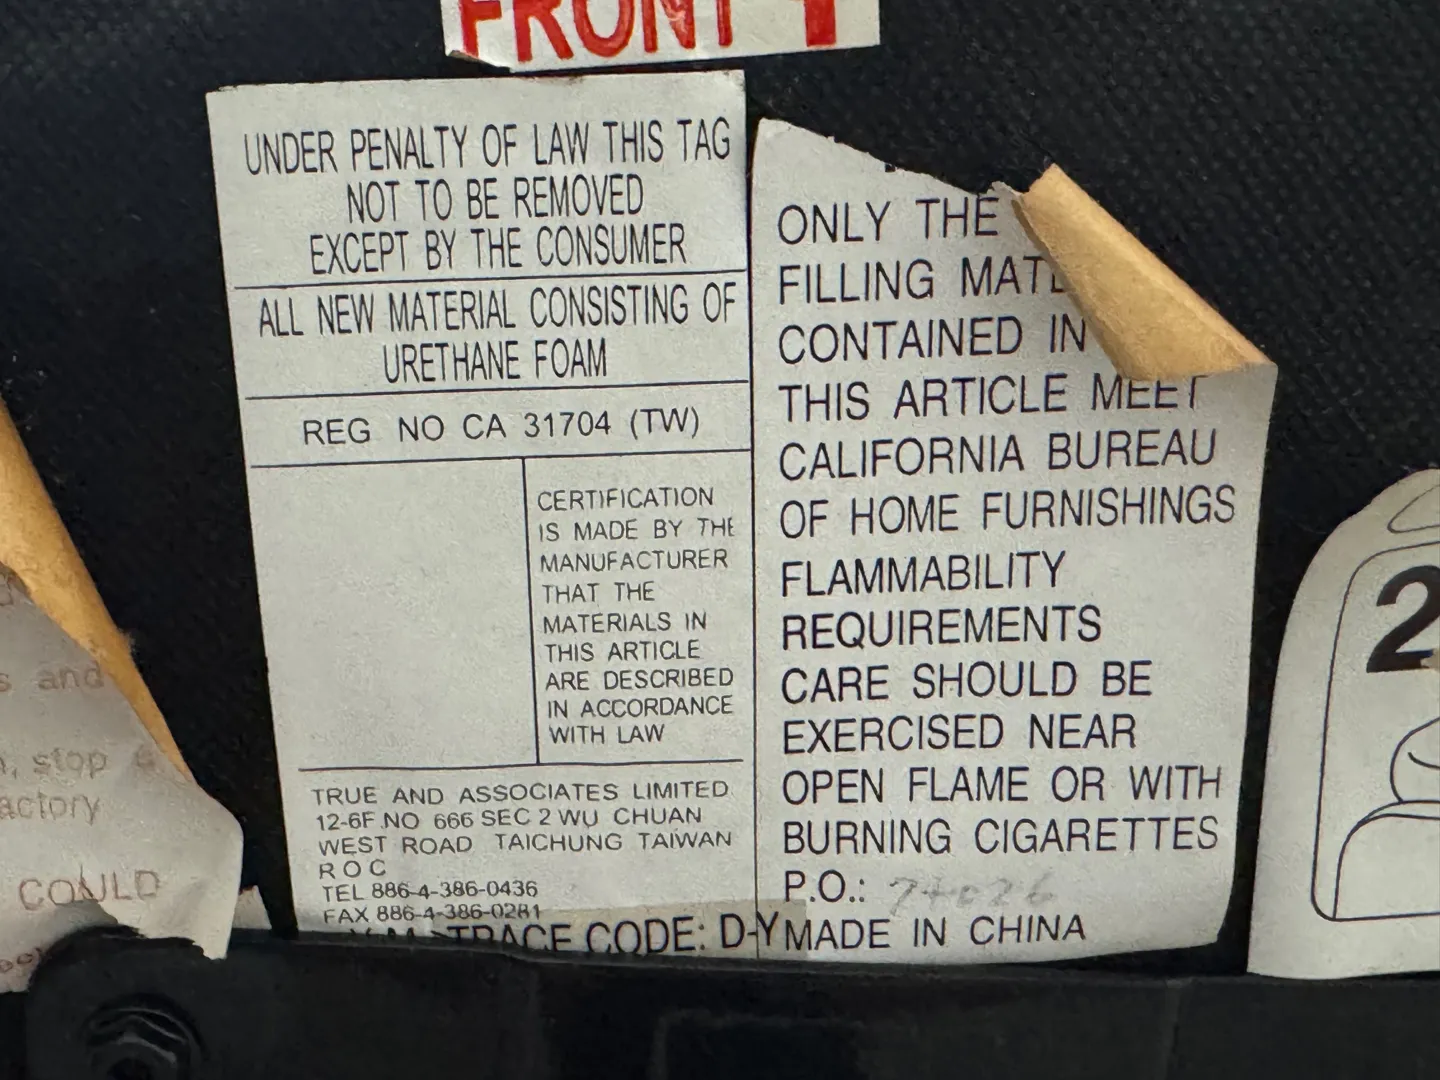 FRONT
UNDER PENALTY OF LAW THIS TAG
NOT TO BE REMOVED
EXCEPT BY THE CONSUMER
ALL NEW MATERIAL CONSISTING OF
URETHANE FOAM
REG NO CA 31704 (TW)
CERTIFICATION
IS MADE BY THE
MANUFACTURER
THAT THE
MATERIALS IN
THIS ARTICLE
ARE DESCRIBED
IN ACCORDANCE
WITH LAW
TRUE AND ASSOCIATES LIMITED
12-6F.NO 666 SEC 2 WU CHUAN
WEST ROAD TAICHUNG TAIWAN
R O C
TEL 886-4-386-0436
FAX 886-4-386-0281
TRACE CODE: D-Y
ONLY THE
FILLING
CONTAINED IN
THIS ARTICLE MEET
CALIFORNIA BUREAU
OF HOME FURNISHINGS
FLAMMABILITY
REQUIREMENTS
CARE SHOULD BE
EXERCISED NEAR
OPEN FLAME OR WITH
BURNING CIGARETTES
P.O.:
MADE IN CHINA
and
stop
COULD
2